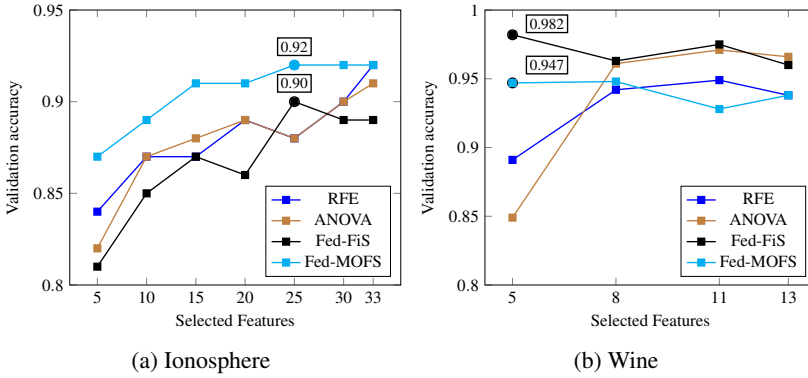 0.95
0.9
0.85
0.8
Validation accuracy
0.92
0.90
RFE
ANOVA
Fed-FiS
Fed-MOFS
5 10 15 20 25 30 33
Selected Features
(a) Ionosphere
1
0.95
0.9
0.85
0.8
Validation accuracy
0.982
0.947
RFE
ANOVA
Fed-FiS
Fed-MOFS
5 8 11 13
Selected Features
(b) Wine